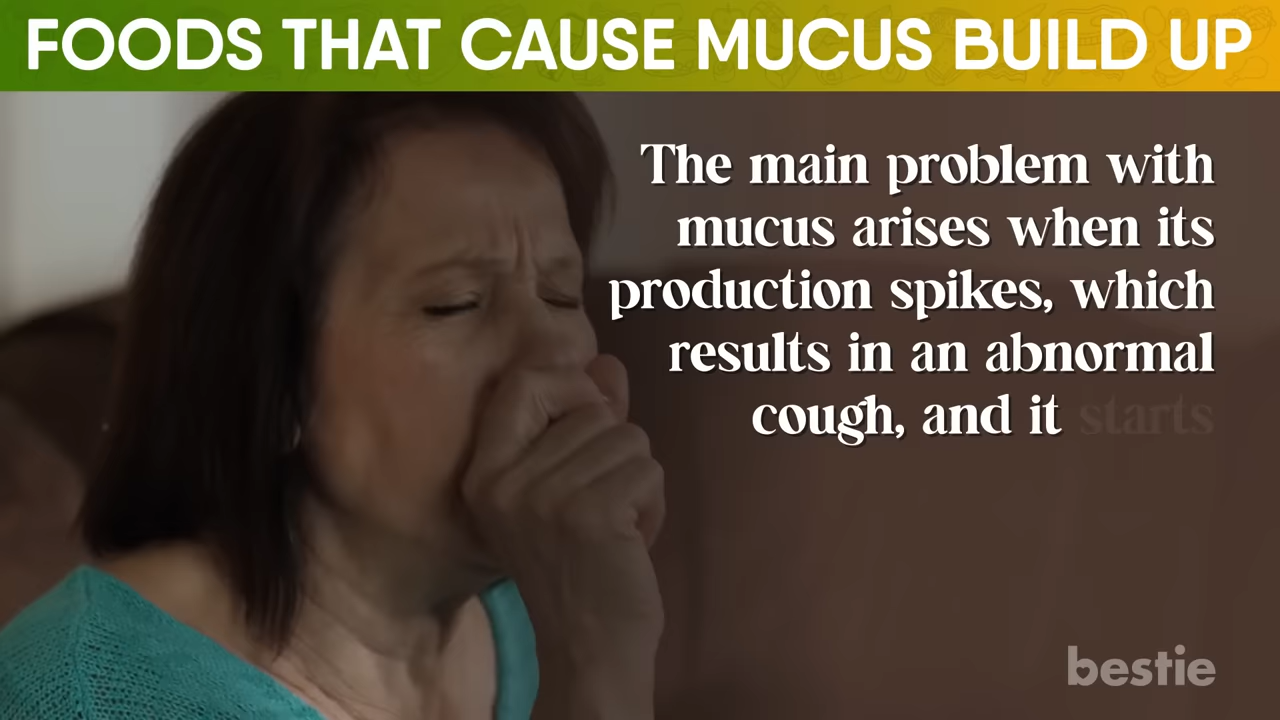 FOODS THAT CAUSE MUCUS BUILD UP
The main problem with
mucus arises when its
production spikes, which
results in an abnormal
cough, and it starts
bestie